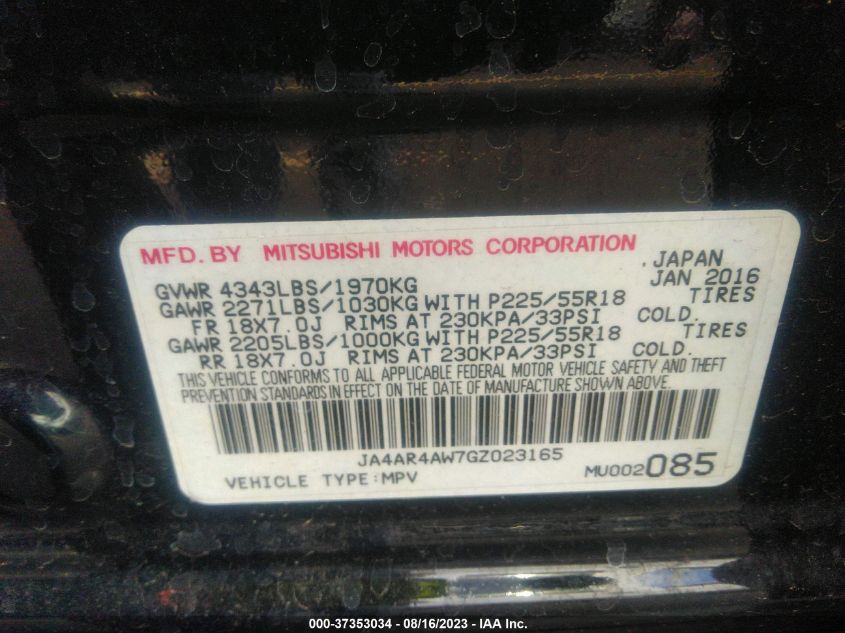 MFD. BY MITSUBISHI MOTORS CORPORATION . JAPAN
GVWR 4343LBS/1970KG JAN 2016
GAWR 2271LBS/1030KG WITH P225/55R18 TIRES
FR 18X7.0J RIMS AT 230KPA/33PSI COLD.
GAWR 2205LBS/1000KG WITH P225/55R18 TIRES
RR 18X7.0J RIMS AT 230KPA/33PSI COLD.
THIS VEHICLE CONFORMS TO ALL APPLICABLE FEDERAL MOTOR VEHICLE SAFETY AND THEFT
PREVENTION STANDARDS IN EFFECT ON THE DATE OF MANUFACTURE SHOWN ABOVE.
JA4AR4AW7GZ023165
VEHICLE TYPE:MPV MU002085
000-37353034 - 08/16/2023 - IAA Inc.